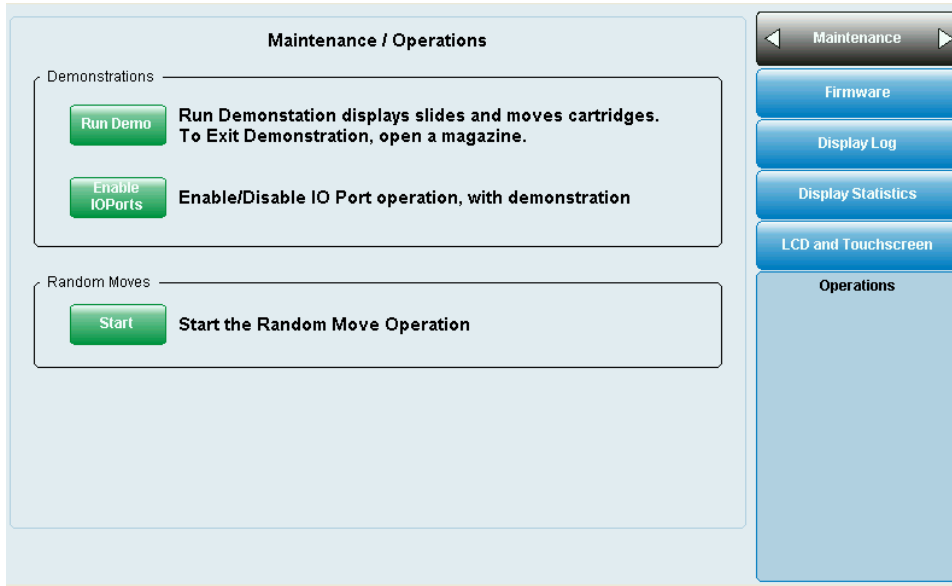 Maintenance / Operations
Demonstrations
Run Demo
Run Demonstation displays slides and moves cartridges.
To Exit Demonstration, open a magazine.
Enable
IOPorts
Enable/Disable IO Port operation, with demonstration
Random Moves
Start
Start the Random Move Operation
Maintenance
Firmware
Display Log
Display Statistics
LCD and Touchscreen
Operations